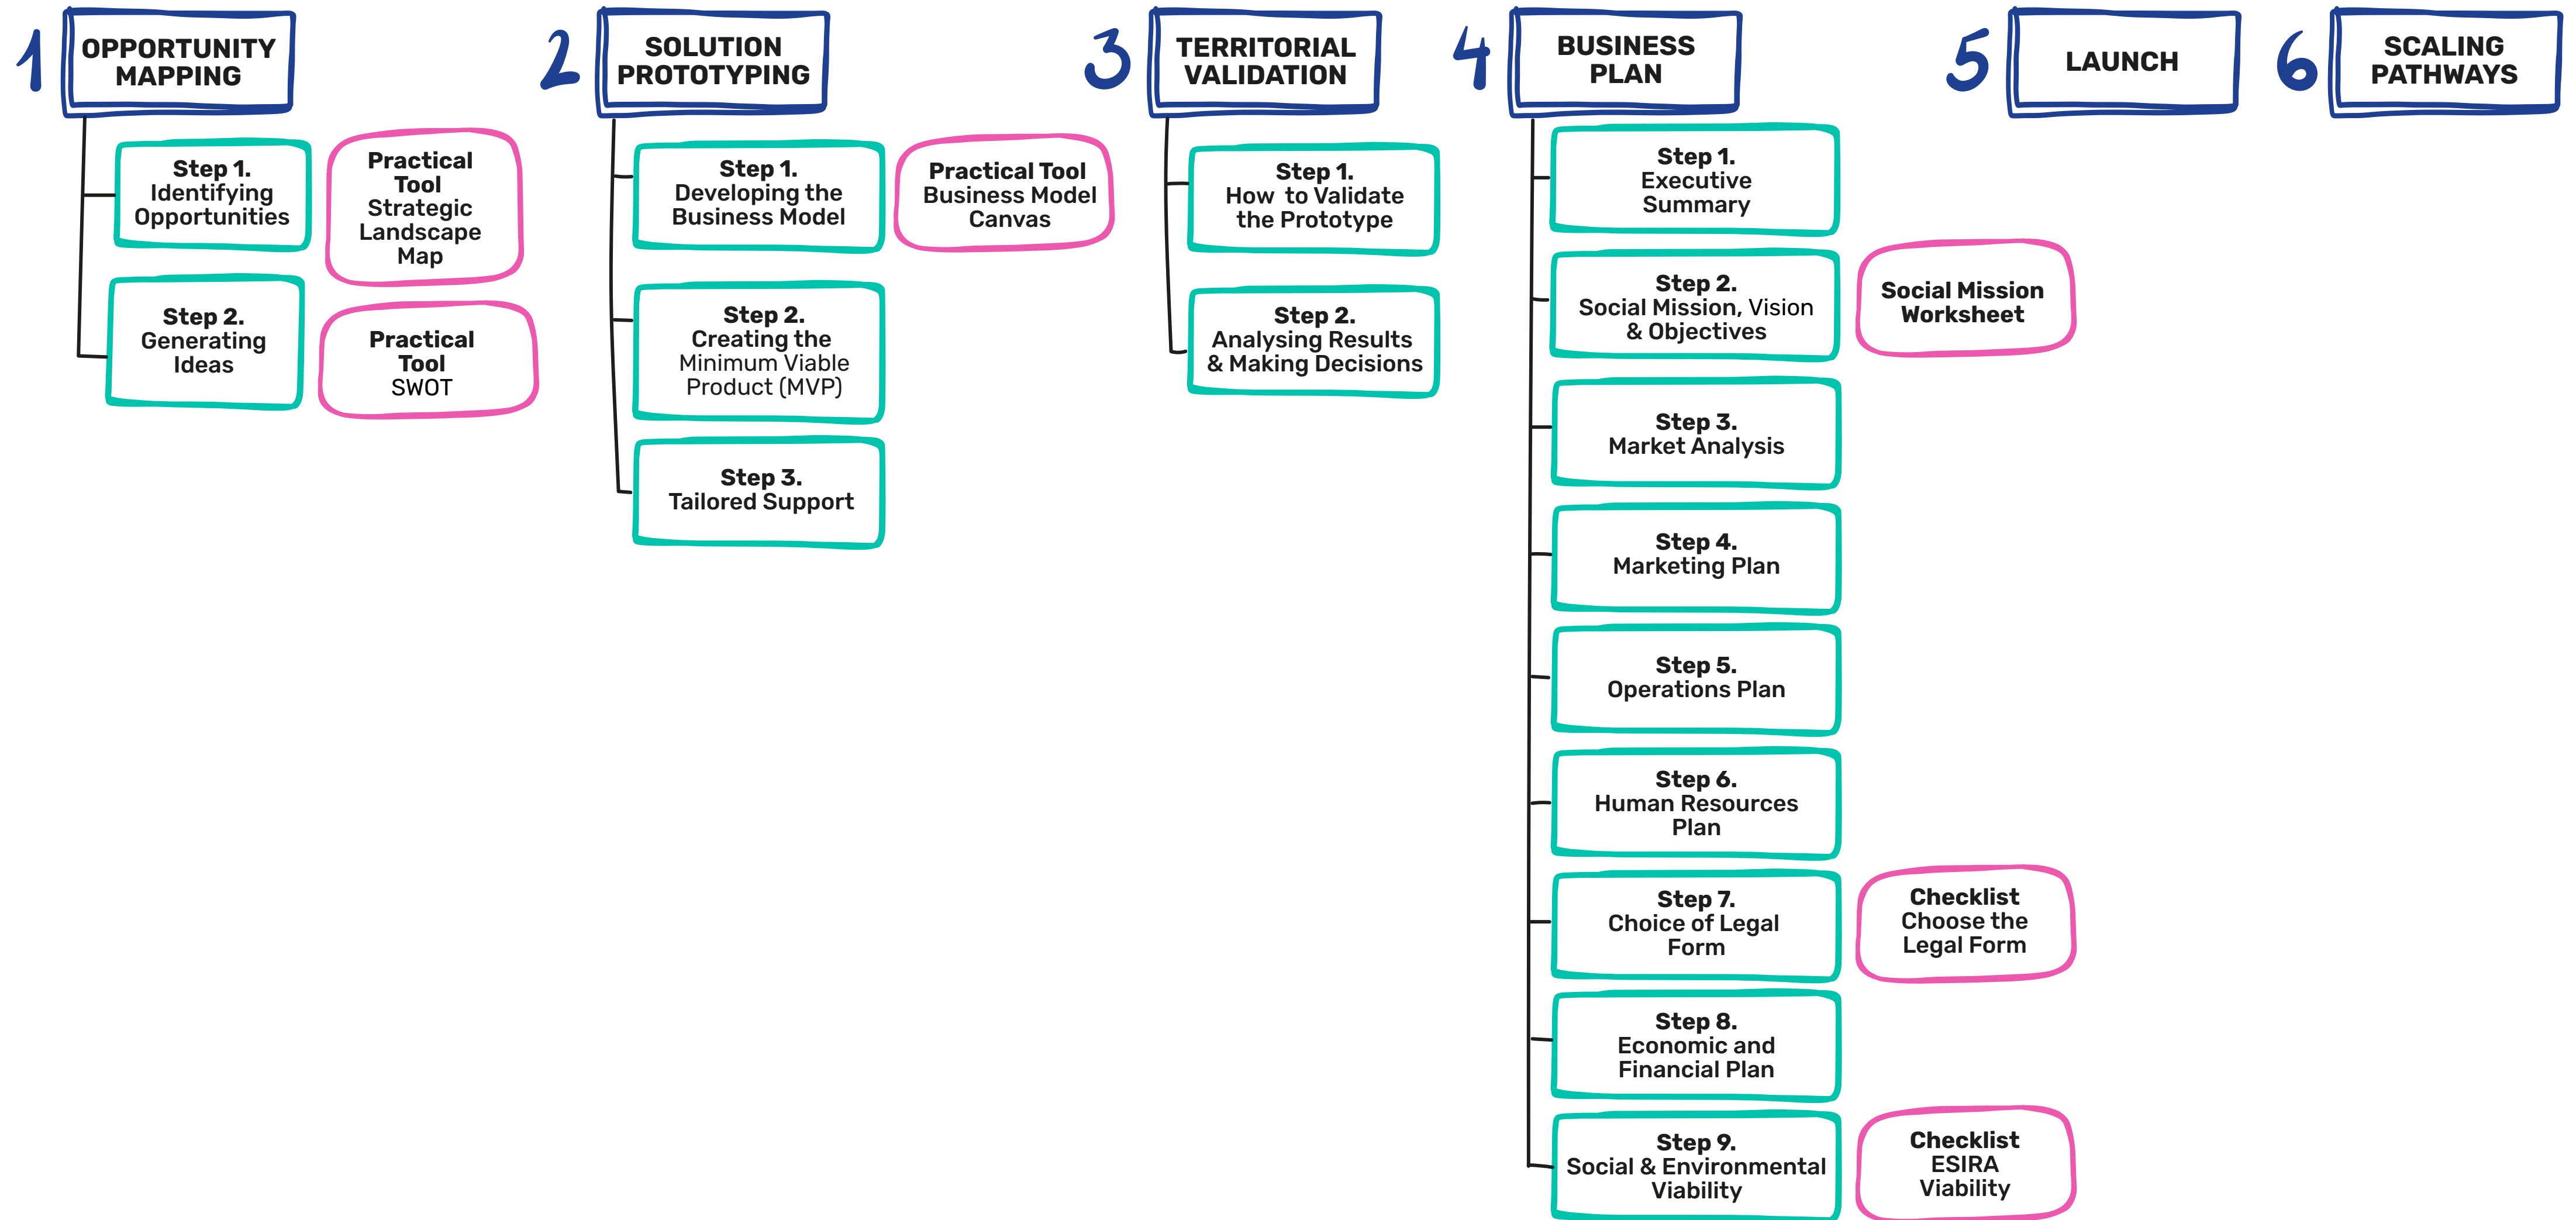 1
OPPORTUNITY
MAPPING
Step 1.
Identifying
Opportunities
Practical
Tool
Strategic
Landscape
Map
Step 2.
Generating
Ideas
Practical
Tool
SWOT
2
SOLUTION
PROTOTYPING
Step 1.
Developing the
Business Model
Practical Tool
Business Model
Canvas
Step 2.
Creating the
Minimum Viable
Product (MVP)
Step 3.
Tailored Support
3
TERRITORIAL
VALIDATION
Step 1.
How to Validate
the Prototype
Step 2.
Analysing Results
& Making Decisions
4
BUSINESS
PLAN
Step 1.
Executive
Summary
Step 2.
Social Mission, Vision
& Objectives
Social Mission
Worksheet
Step 3.
Market Analysis
Step 4.
Marketing Plan
Step 5.
Operations Plan
Step 6.
Human Resources
Plan
Step 7.
Choice of Legal
Form
Checklist
Choose the
Legal Form
Step 8.
Economic and
Financial Plan
Step 9.
Social & Environmental
Viability
Checklist
ESIRA
Viability
5
LAUNCH
6
SCALING
PATHWAYS